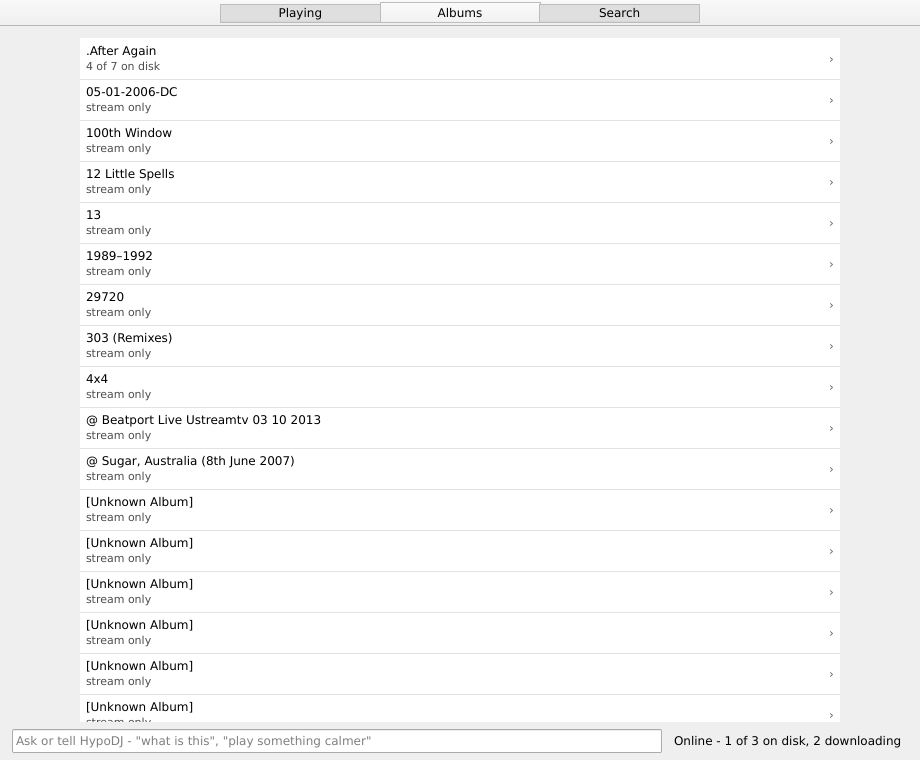 Playing Albums Search
.After Again
4 of 7 on disk
›
05-01-2006-DC
stream only
›
100th Window
stream only
›
12 Little Spells
stream only
›
13
stream only
›
1989–1992
stream only
›
29720
stream only
›
303 (Remixes)
stream only
›
4x4
stream only
›
@ Beatport Live Ustreamtv 03 10 2013
stream only
›
@ Sugar, Australia (8th June 2007)
stream only
›
[Unknown Album]
stream only
›
[Unknown Album]
stream only
›
[Unknown Album]
stream only
›
[Unknown Album]
stream only
›
[Unknown Album]
stream only
›
[Unknown Album]
stream only
›
Ask or tell HypoDJ - "what is this", "play something calmer"
Online - 1 of 3 on disk, 2 downloading